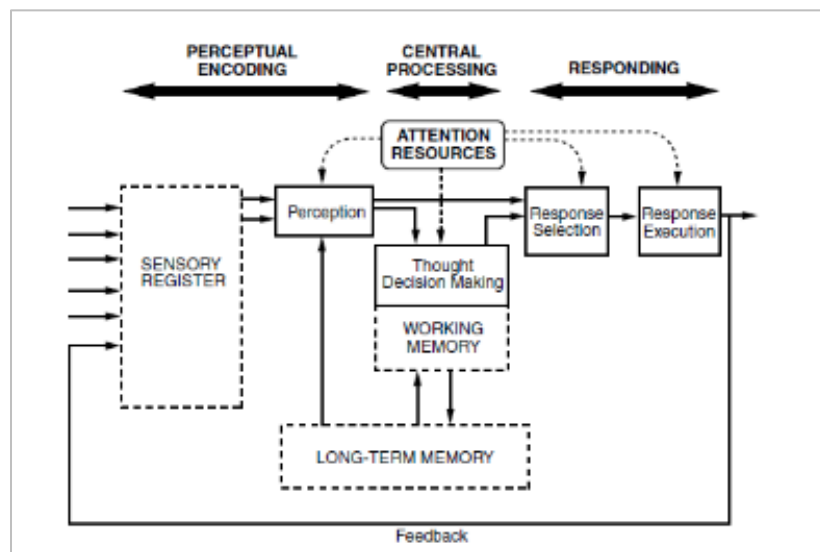 PERCEPTUAL
ENCODING
CENTRAL
PROCESSING
RESPONDING
ATTENTION
RESOURCES
SENSORY
REGISTER
Perception
Thought
Decision Making
WORKING
MEMORY
Response
Selection
Response
Execution
LONG-TERM MEMORY
Feedback